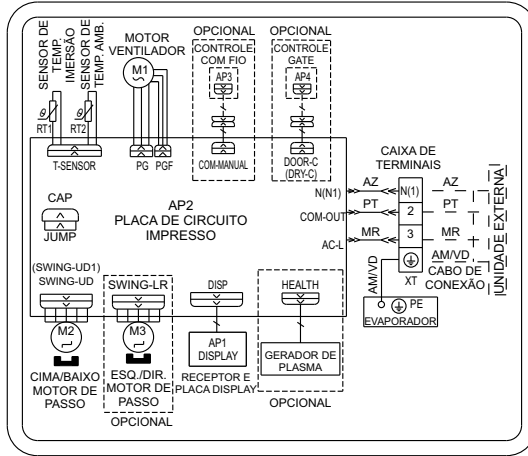 SENSOR DE
TEMP.
IMERSÃO
SENSOR DE
TEMP. AMB.
MOTOR
VENTILADOR
OPCIONAL
OPCIONAL
CONTROLE
COM FIO
CONTROLE
GATE
M1
AP3
AP4
θ
θ
RT1
RT2
T-SENSOR
PG
PGF
COM-MANUAL
DOOR-C
(DRY-C)
CAIXA DE
TERMINAIS
CAP
JUMP
AP2
PLACA DE CIRCUITO
IMPRESSO
N(N1)
AZ
N(1)
AZ
COM-OUT
PT
2
PT
AC-L
MR
3
MR
AM/VD
XT
CABO DE
CONEXÃO
UNIDADE EXTERNA
AM/VD
PE
EVAPORADOR
(SWING-UD1)
SWING-UD
SWING-LR
DISP
HEALTH
M2
M3
AP1
DISPLAY
GERADOR DE
PLASMA
CIMA/BAIXO
MOTOR DE
PASSO
ESQ./DIR.
MOTOR DE
PASSO
RECEPTOR E
PLACA DISPLAY
OPCIONAL
OPCIONAL